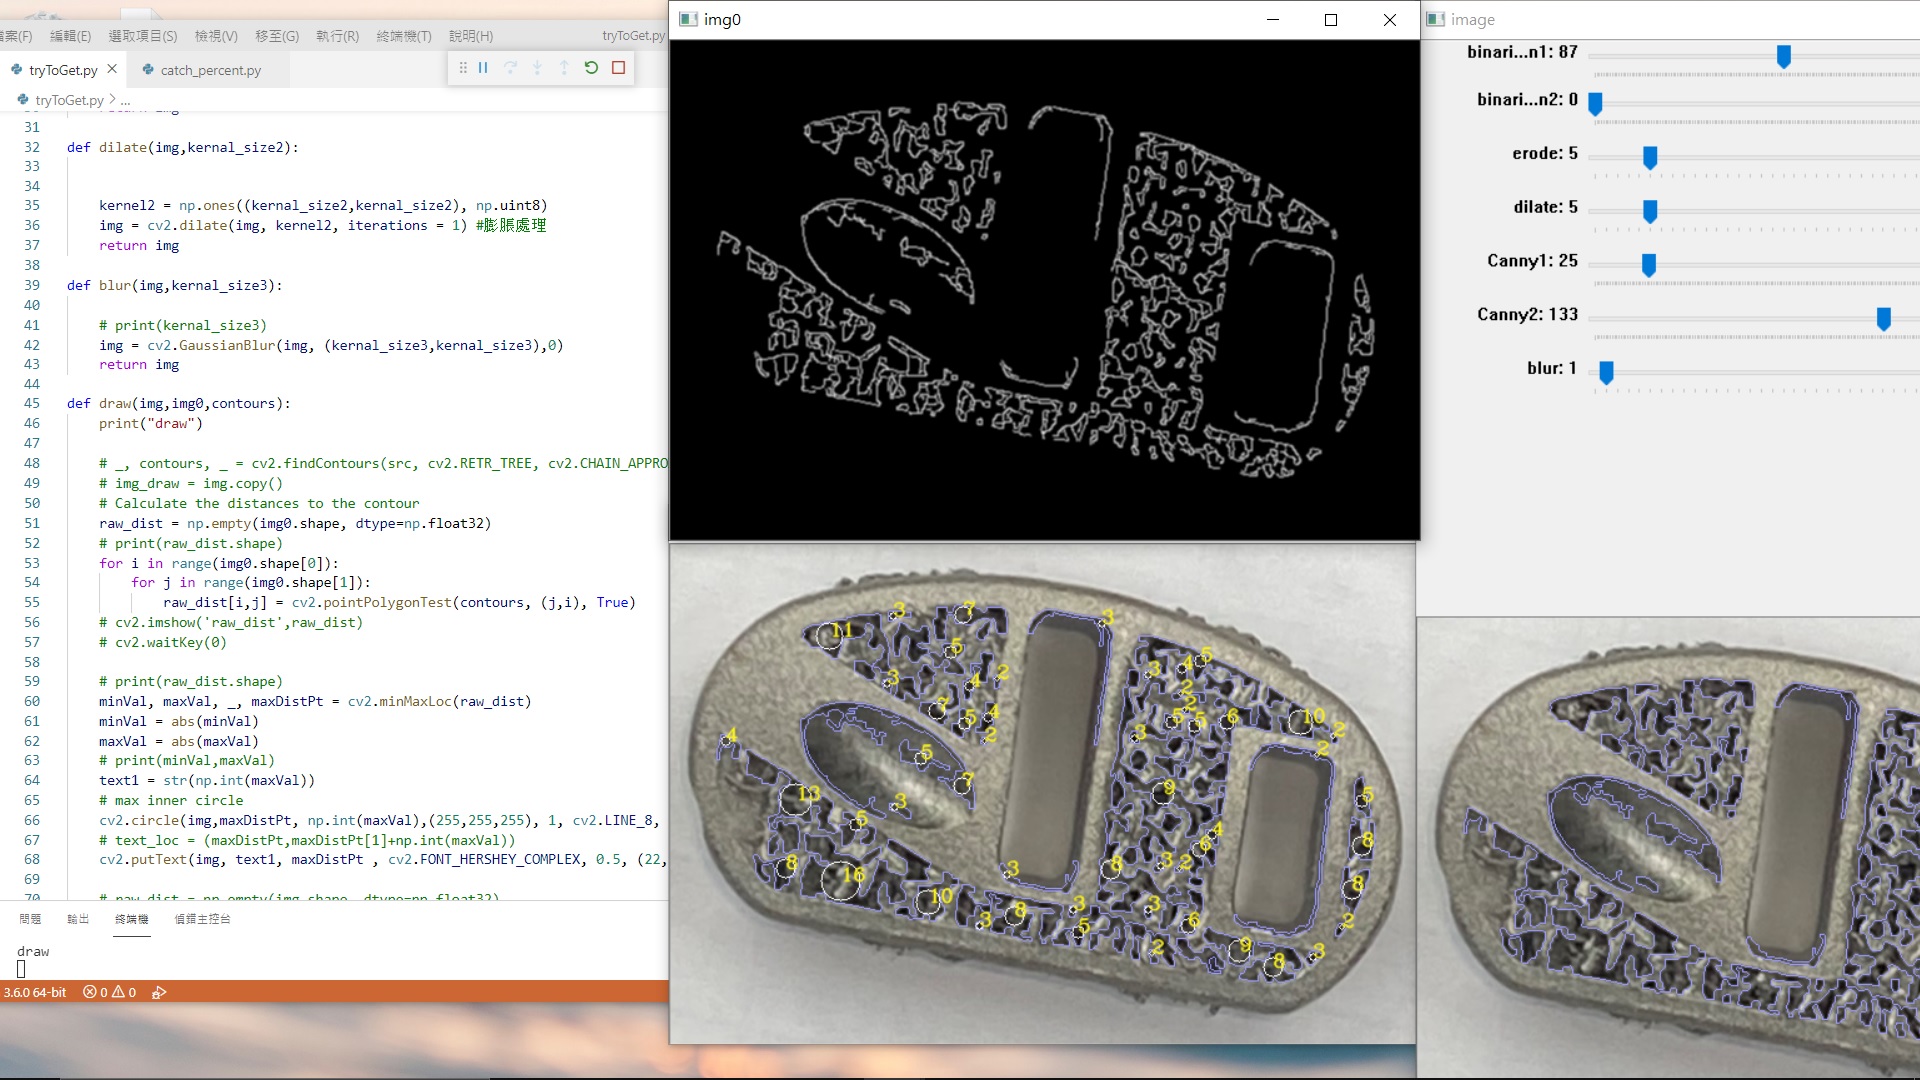 檔案(F) 編輯(E) 選取項目(S) 檢視(V) 移至(G) 執行(R) 終端機(T) 說明(H) tryToGet.py
tryToGet.py catch_percent.py
tryToGet.py > ...
31
32 def dilate(img,kernal_size2):
33
34
35 kernel2 = np.ones((kernal_size2,kernal_size2), np.uint8)
36 img = cv2.dilate(img, kernel2, iterations = 1) #膨脹處理
37 return img
38
39 def blur(img,kernal_size3):
40
41 # print(kernal_size3)
42 img = cv2.GaussianBlur(img, (kernal_size3,kernal_size3),0)
43 return img
44
45 def draw(img,img0,contours):
46 print("draw")
47
48 # _, contours, _ = cv2.findContours(src, cv2.RETR_TREE, cv2.CHAIN_APPRO
49 # img_draw = img.copy()
50 # Calculate the distances to the contour
51 raw_dist = np.empty(img0.shape, dtype=np.float32)
52 # print(raw_dist.shape)
53 for i in range(img0.shape[0]):
54 for j in range(img0.shape[1]):
55 raw_dist[i,j] = cv2.pointPolygonTest(contours, (j,i), True)
56 # cv2.imshow('raw_dist',raw_dist)
57 # cv2.waitKey(0)
58
59 # print(raw_dist.shape)
60 minVal, maxVal, _, maxDistPt = cv2.minMaxLoc(raw_dist)
61 minVal = abs(minVal)
62 maxVal = abs(maxVal)
63 # print(minVal,maxVal)
64 text1 = str(np.int(maxVal))
65 # max inner circle
66 cv2.circle(img,maxDistPt, np.int(maxVal),(255,255,255), 1, cv2.LINE_8,
67 # text_loc = (maxDistPt,maxDistPt[1]+np.int(maxVal))
68 cv2.putText(img, text1, maxDistPt , cv2.FONT_HERSHEY_COMPLEX, 0.5, (22,
69
70 # raw_dist = np.empty(img.shape, dtype=np.float32)
問題 輸出 終端機 偵錯主控台
draw
3.6.0 64-bit 0 0
img0
image
binari...n1: 87
binari...n2: 0
erode: 5
dilate: 5
Canny1: 25
Canny2: 133
blur: 1
3 7 3
11
5 5
3 2 3 4
3 4 2
7 5 4 2 5 5 6 10 2
4 2 3 2
5
7 9 5
13 3
5 4
6 8
8 16 3 8 3 2 8
10 8 3 3 6 2
3 5 2 9 3
8